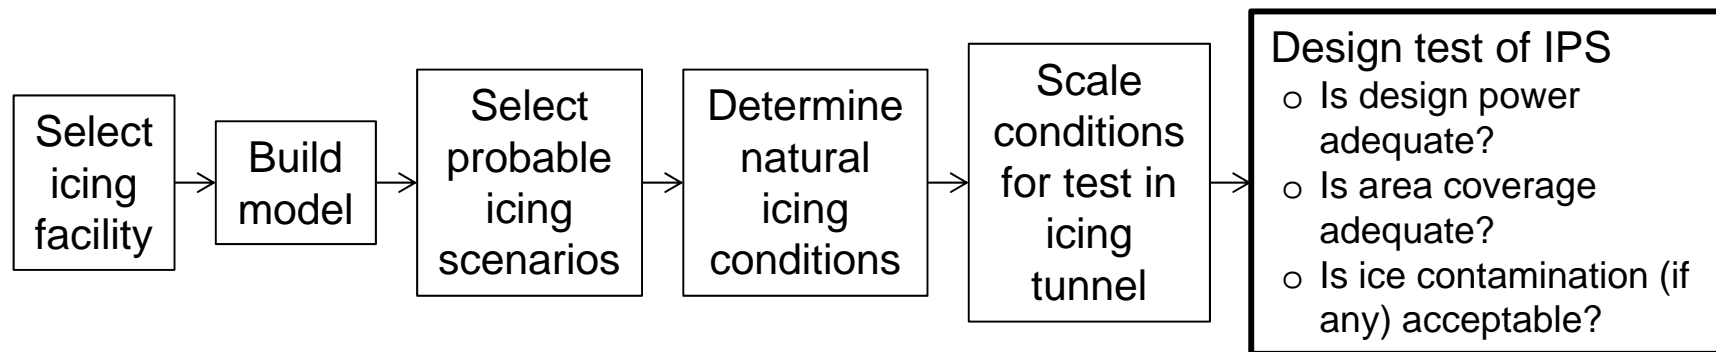 Select
icing
facility
Build
model
Select
probable
icing
scenarios
Determine
natural
icing
conditions
Scale
conditions
for test in
icing
tunnel
Design test of IPS
o Is design power
adequate?
o Is area coverage
adequate?
o Is ice contamination (if
any) acceptable?